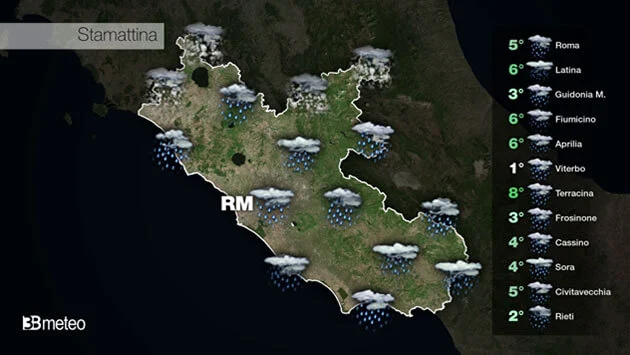 Stamattina
RM
5° Roma
6° Latina
3° Guidonia M.
6° Fiumicino
6° Aprilia
1° Viterbo
8° Terracina
3° Frosinone
4° Cassino
4° Sora
5° Civitavecchia
2° Rieti
3Bmeteo